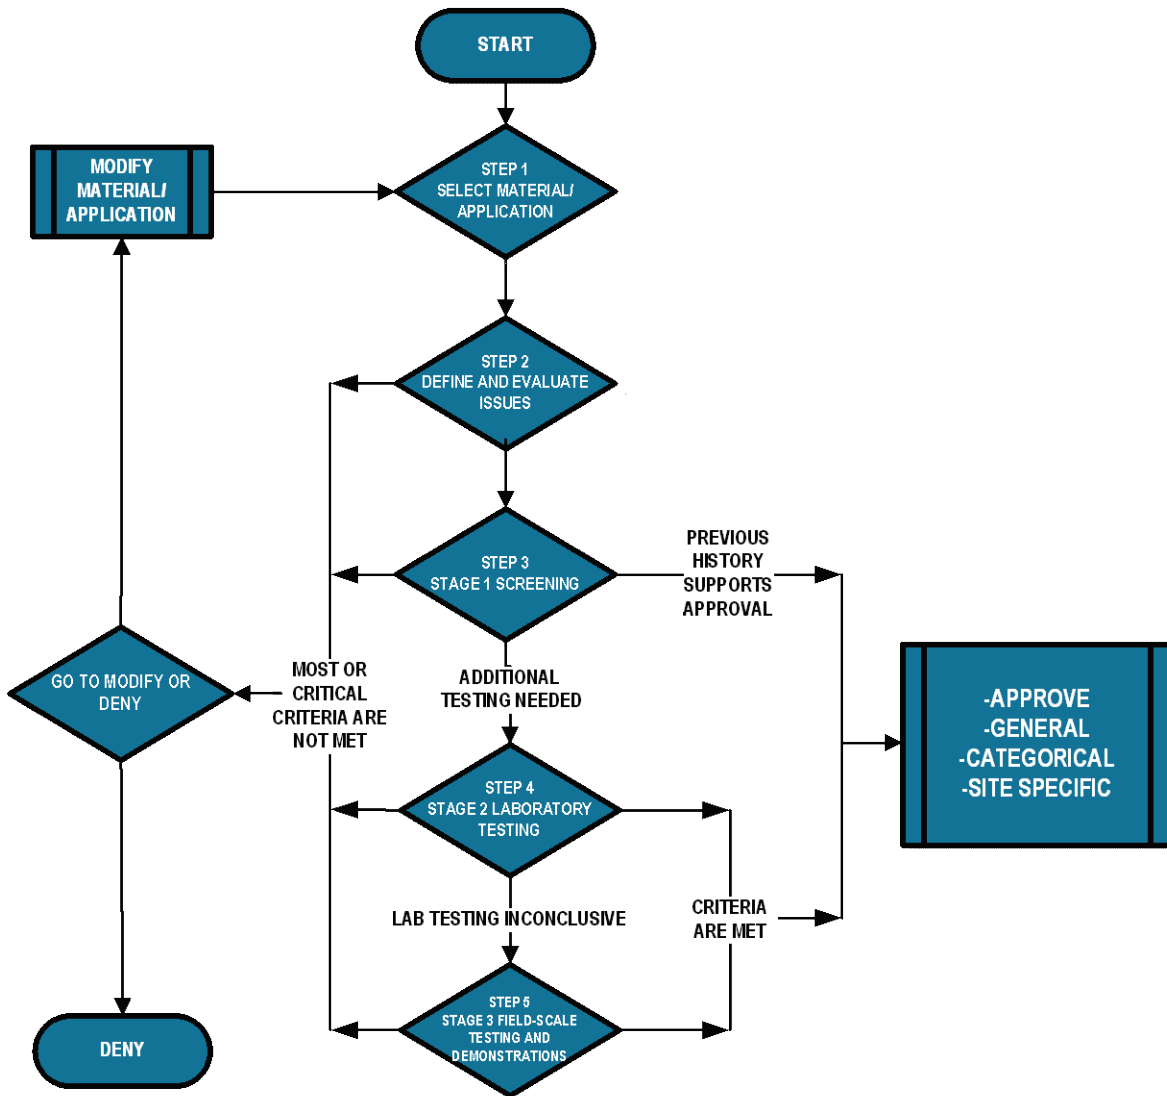 START
STEP 1
SELECT MATERIAL/
APPLICATION
MODIFY
MATERIAL/
APPLICATION
STEP 2
DEFINE AND EVALUATE
ISSUES
STEP 3
STAGE 1 SCREENING
PREVIOUS
HISTORY
SUPPORTS
APPROVAL
GO TO MODIFY OR
DENY
MOST OR
CRITICAL
CRITERIA ARE
NOT MET
ADDITIONAL
TESTING NEEDED
-APPROVE
-GENERAL
-CATEGORICAL
-SITE SPECIFIC
STEP 4
STAGE 2 LABORATORY
TESTING
LAB TESTING INCONCLUSIVE
CRITERIA
ARE MET
STEP 5
STAGE 3 FIELD-SCALE
TESTING AND
DEMONSTRATIONS
DENY